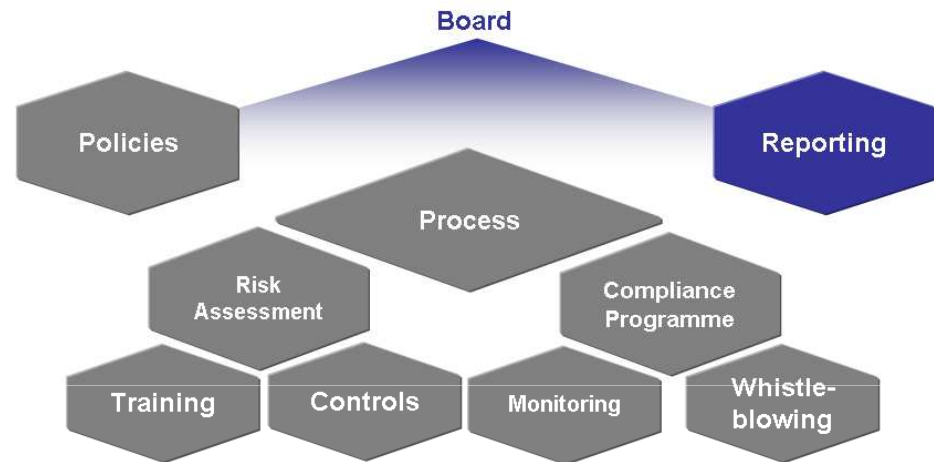 Board
Policies
Reporting
Process
Risk
Assessment
Compliance
Programme
Training
Controls
Monitoring
Whistle-
blowing